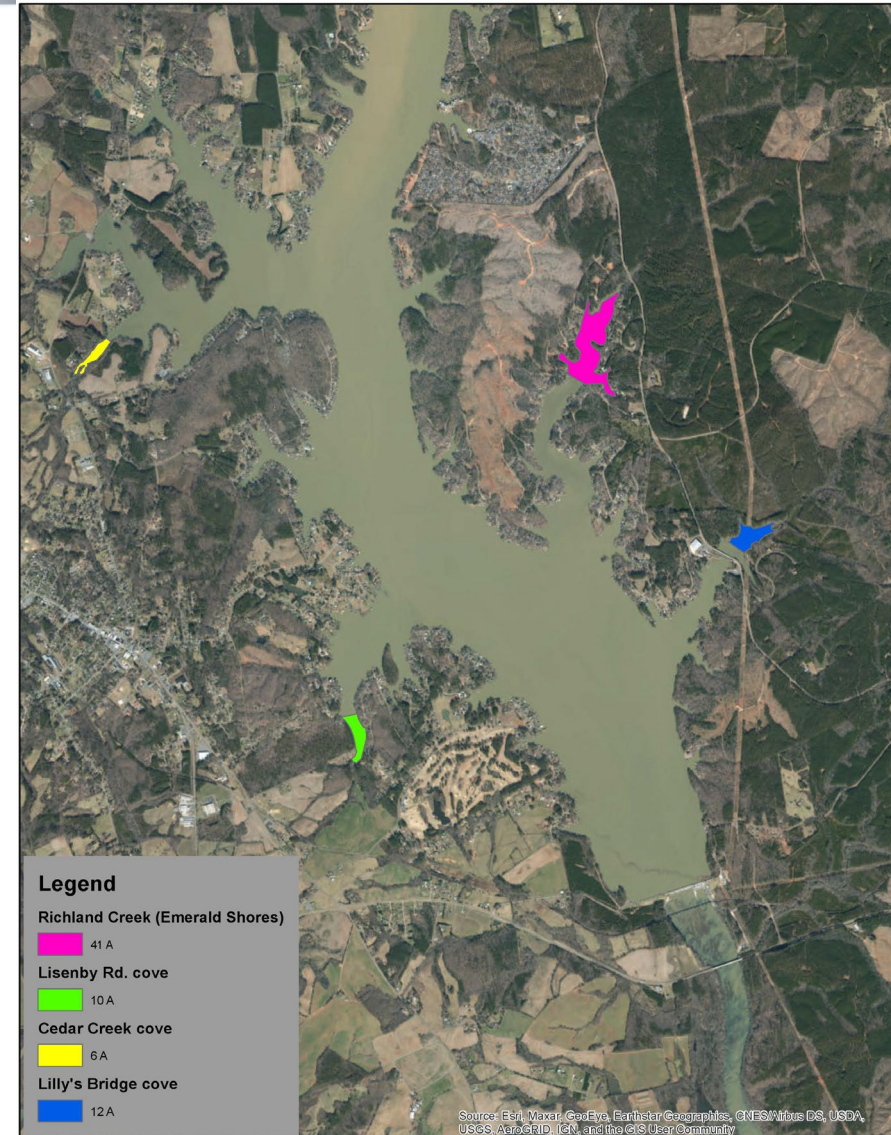 Legend
Richland Creek (Emerald Shores)
41 A
Lisenby Rd. cove
10 A
Cedar Creek cove
6 A
Lilly's Bridge cove
12 A
Source: Esri, Maxar, GeoEye, Earthstar Geographics, CNES/Airbus DS, USDA,
USGS, AeroGRID, IGN, and the GIS User Community